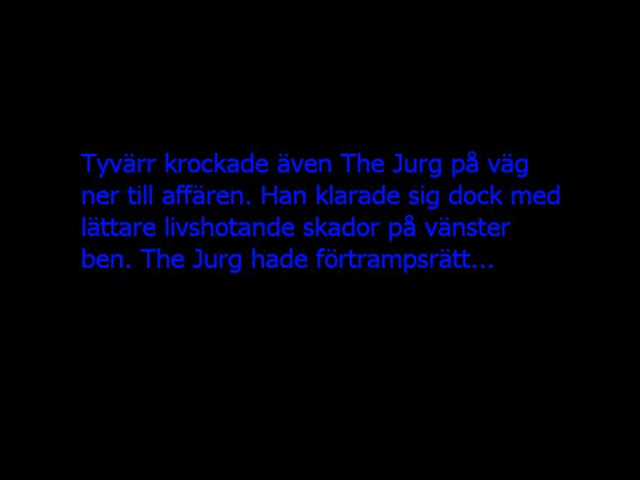 Tyvärr krockade även The Jurg på väg
ner till affären. Han klarade sig dock med
lättare livshotande skador på vänster
ben. The Jurg hade förtrampsrätt...